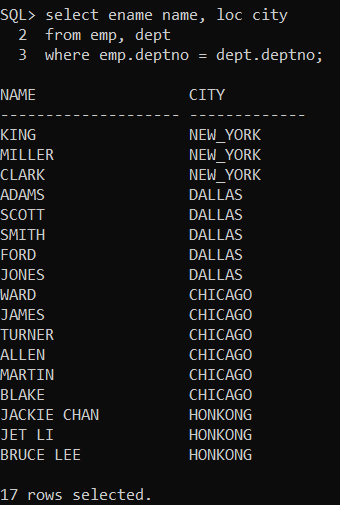 SQL> select ename name, loc city
  2  from emp, dept
  3  where emp.deptno = dept.deptno;
NAME                 CITY
-------------------- -------------
KING                 NEW_YORK
MILLER               NEW_YORK
CLARK                NEW_YORK
ADAMS                DALLAS
SCOTT                DALLAS
SMITH                DALLAS
FORD                 DALLAS
JONES                DALLAS
WARD                 CHICAGO
JAMES                CHICAGO
TURNER               CHICAGO
ALLEN                CHICAGO
MARTIN               CHICAGO
BLAKE                CHICAGO
JACKIE CHAN          HONKONG
JET LI               HONKONG
BRUCE LEE            HONKONG
17 rows selected.